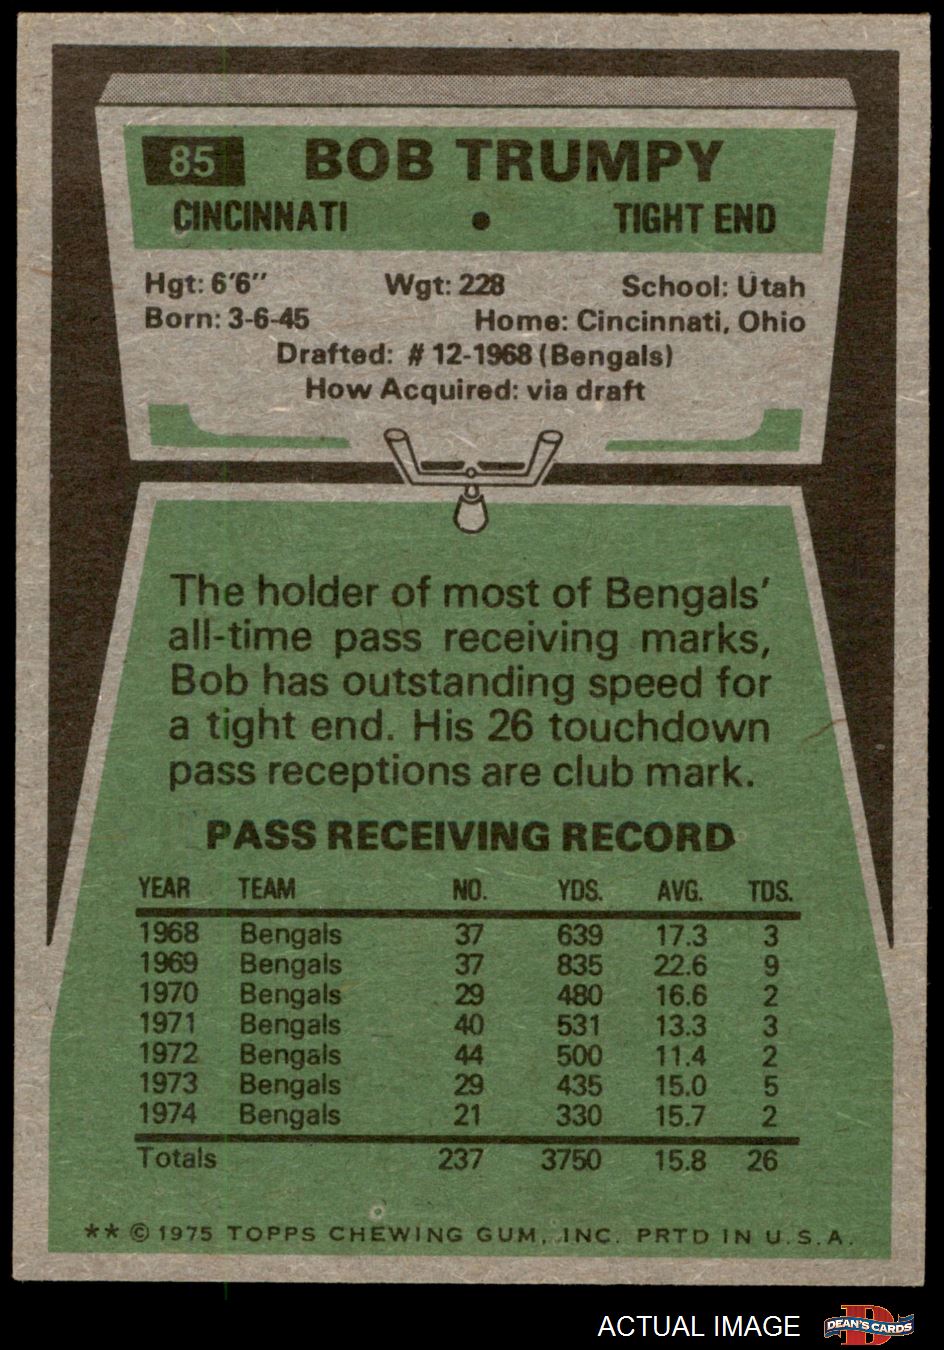 85 BOB TRUMPY
CINCINNATI • TIGHT END
Hgt: 6'6" Wgt: 228 School: Utah
Born: 3-6-45 Home: Cincinnati, Ohio
Drafted: # 12-1968 (Bengals)
How Acquired: via draft
The holder of most of Bengals'
all-time pass receiving marks,
Bob has outstanding speed for
a tight end. His 26 touchdown
pass receptions are club mark.
PASS RECEIVING RECORD
YEAR TEAM NO. YDS. AVG. TDS.
1968 Bengals 37 639 17.3 3
1969 Bengals 37 835 22.6 9
1970 Bengals 29 480 16.6 2
1971 Bengals 40 531 13.3 3
1972 Bengals 44 500 11.4 2
1973 Bengals 29 435 15.0 5
1974 Bengals 21 330 15.7 2
Totals 237 3750 15.8 26
** © 1975 TOPPS CHEWING GUM, INC. PRTD IN U.S.A.
ACTUAL IMAGE DEAN'S CARDS